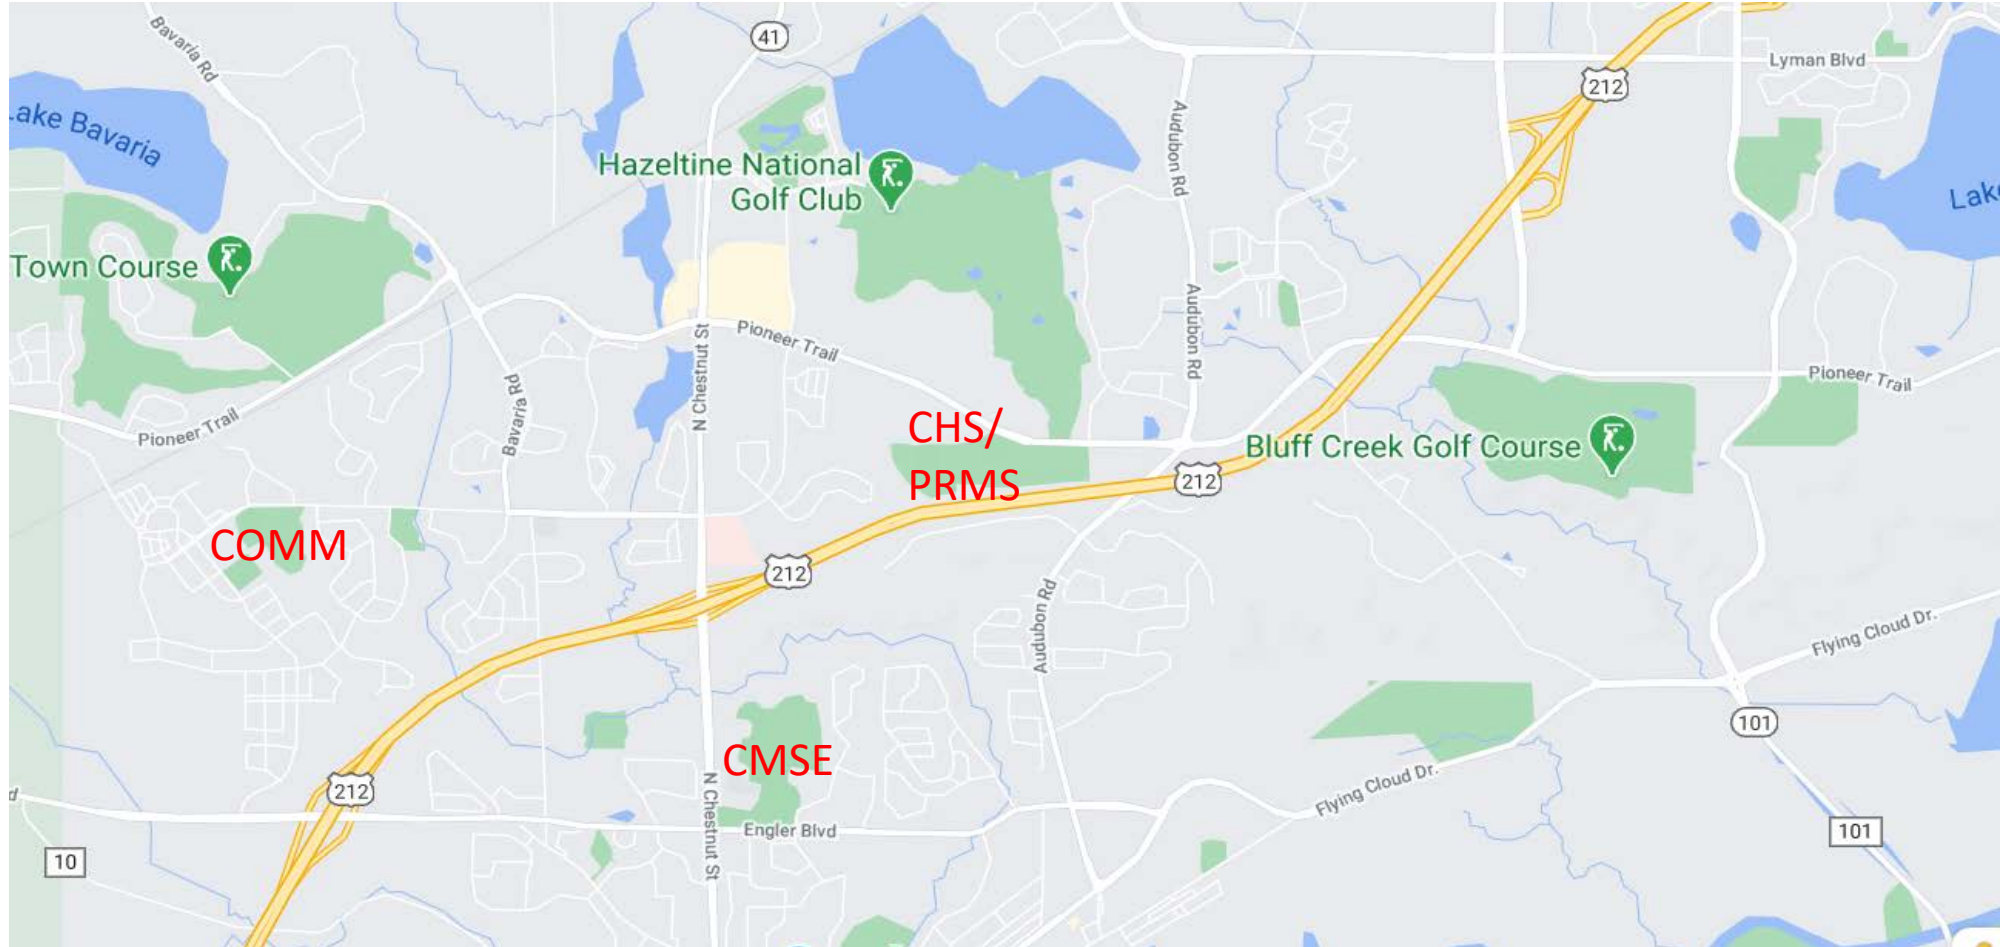 Bavaria Rd
41
Lyman Blvd
212
Lake Bavaria
Audubon Rd
Hazeltine National
Golf Club
Town Course
Audubon Rd
N Chestnut St
Pioneer Trail
Pioneer Trail
Bavaria Rd
Pioneer Trail
CHS/
PRMS
Bluff Creek Golf Course
212
COMM
212
Audubon Rd
Flying Cloud Dr.
101
CMSE
212
N Chestnut St
Flying Cloud Dr.
Engler Blvd
101
10